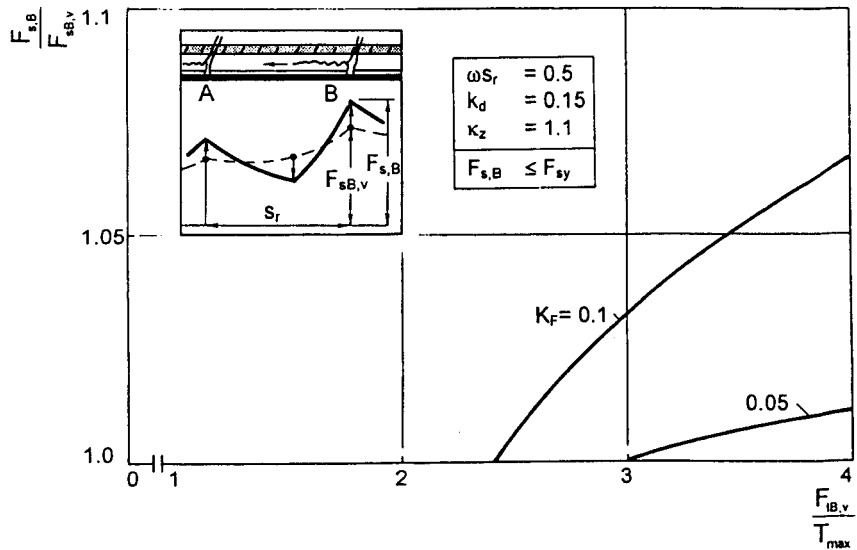 F_s,B / F_sB,v
1.1
1.05
1.0
A B
F_s,B
F_sB,v
s_r
ωs_r = 0.5
k_d = 0.15
κ_z = 1.1
F_s,B ≤ F_sy
K_F = 0.1
0.05
0 1 2 3 4
F_lB,v / T_max